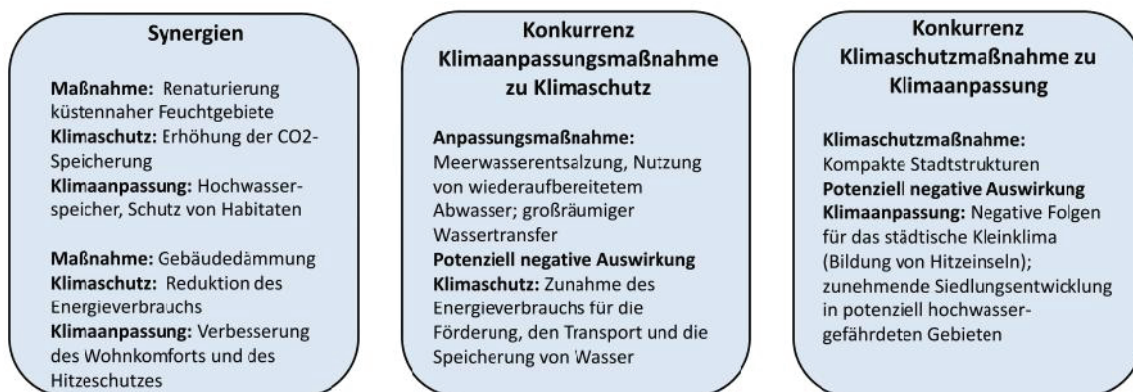 Synergien
Maßnahme: Renaturierung
küstennaher Feuchtgebiete
Klimaschutz: Erhöhung der CO2-
Speicherung
Klimaanpassung: Hochwasser-
speicher, Schutz von Habitaten
Maßnahme: Gebäudedämmung
Klimaschutz: Reduktion des
Energieverbrauchs
Klimaanpassung: Verbesserung
des Wohnkomforts und des
Hitzeschutzes
Konkurrenz
Klimaanpassungsmaßnahme
zu Klimaschutz
Anpassungsmaßnahme:
Meerwasserentsalzung, Nutzung
von wiederaufbereitetem
Abwasser; großräumiger
Wassertransfer
Potenziell negative Auswirkung
Klimaschutz: Zunahme des
Energieverbrauchs für die
Förderung, den Transport und die
Speicherung von Wasser
Konkurrenz
Klimaschutzmaßnahme zu
Klimaanpassung
Klimaschutzmaßnahme:
Kompakte Stadtstrukturen
Potenziell negative Auswirkung
Klimaanpassung: Negative Folgen
für das städtische Kleinklima
(Bildung von Hitzeinseln);
zunehmende Siedlungsentwicklung
in potenziell hochwasser-
gefährdeten Gebieten